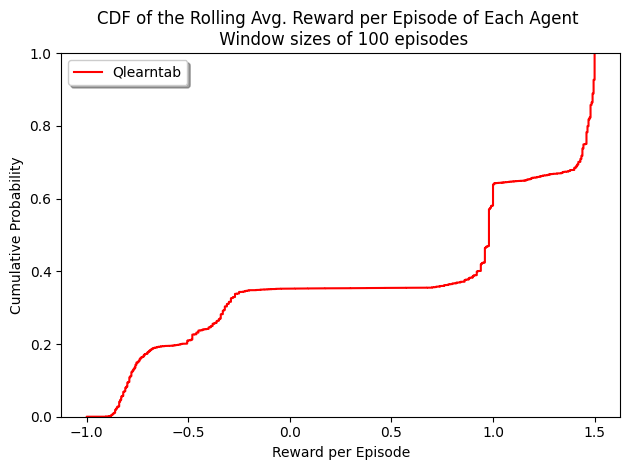 CDF of the Rolling Avg. Reward per Episode of Each Agent
Window sizes of 100 episodes
Qlearntab
Cumulative Probability
1.0
0.8
0.6
0.4
0.2
0.0
−1.0 −0.5 0.0 0.5 1.0 1.5
Reward per Episode